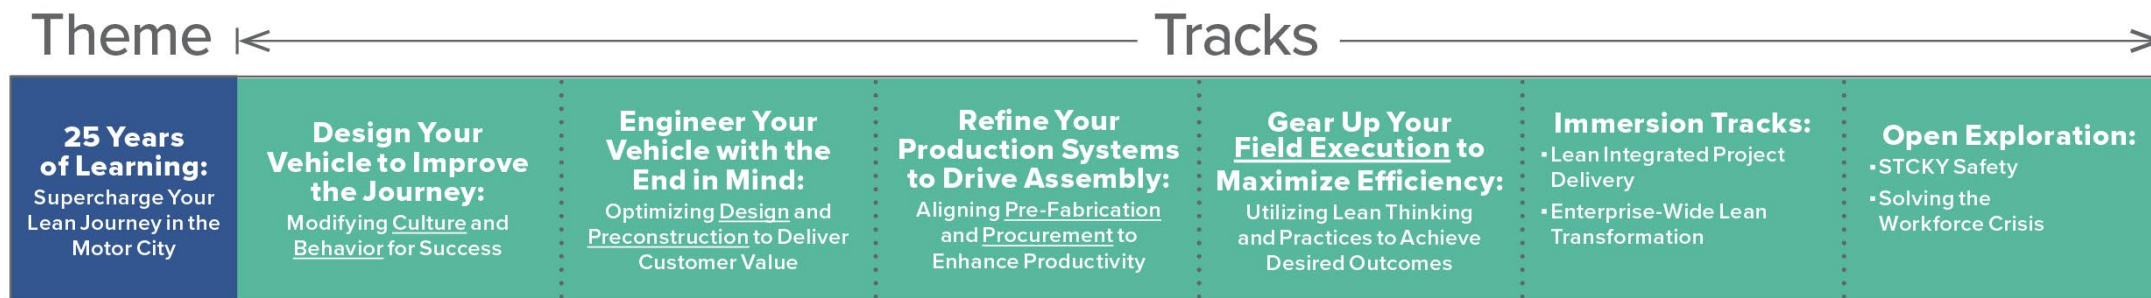 Theme
Tracks
25 Years
of Learning:
Supercharge Your
Lean Journey in the
Motor City
Design Your
Vehicle to Improve
the Journey:
Modifying Culture and
Behavior for Success
Engineer Your
Vehicle with the
End in Mind:
Optimizing Design and
Preconstruction to Deliver
Customer Value
Refine Your
Production Systems
to Drive Assembly:
Aligning Pre-Fabrication
and Procurement to
Enhance Productivity
Gear Up Your
Field Execution to
Maximize Efficiency:
Utilizing Lean Thinking
and Practices to Achieve
Desired Outcomes
Immersion Tracks:
▪Lean Integrated Project
Delivery
▪Enterprise-Wide Lean
Transformation
Open Exploration:
▪STCKY Safety
▪Solving the
Workforce Crisis